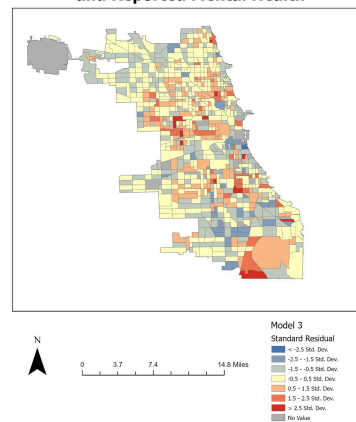 and Reported Mental Health
N
0 3.7 7.4 14.8 Miles
Model 3
Standard Residual
< -2.5 Std. Dev.
-2.5 - -1.5 Std. Dev.
-1.5 - -0.5 Std. Dev.
-0.5 - 0.5 Std. Dev.
0.5 - 1.5 Std. Dev.
1.5 - 2.5 Std. Dev.
> 2.5 Std. Dev.
No Value